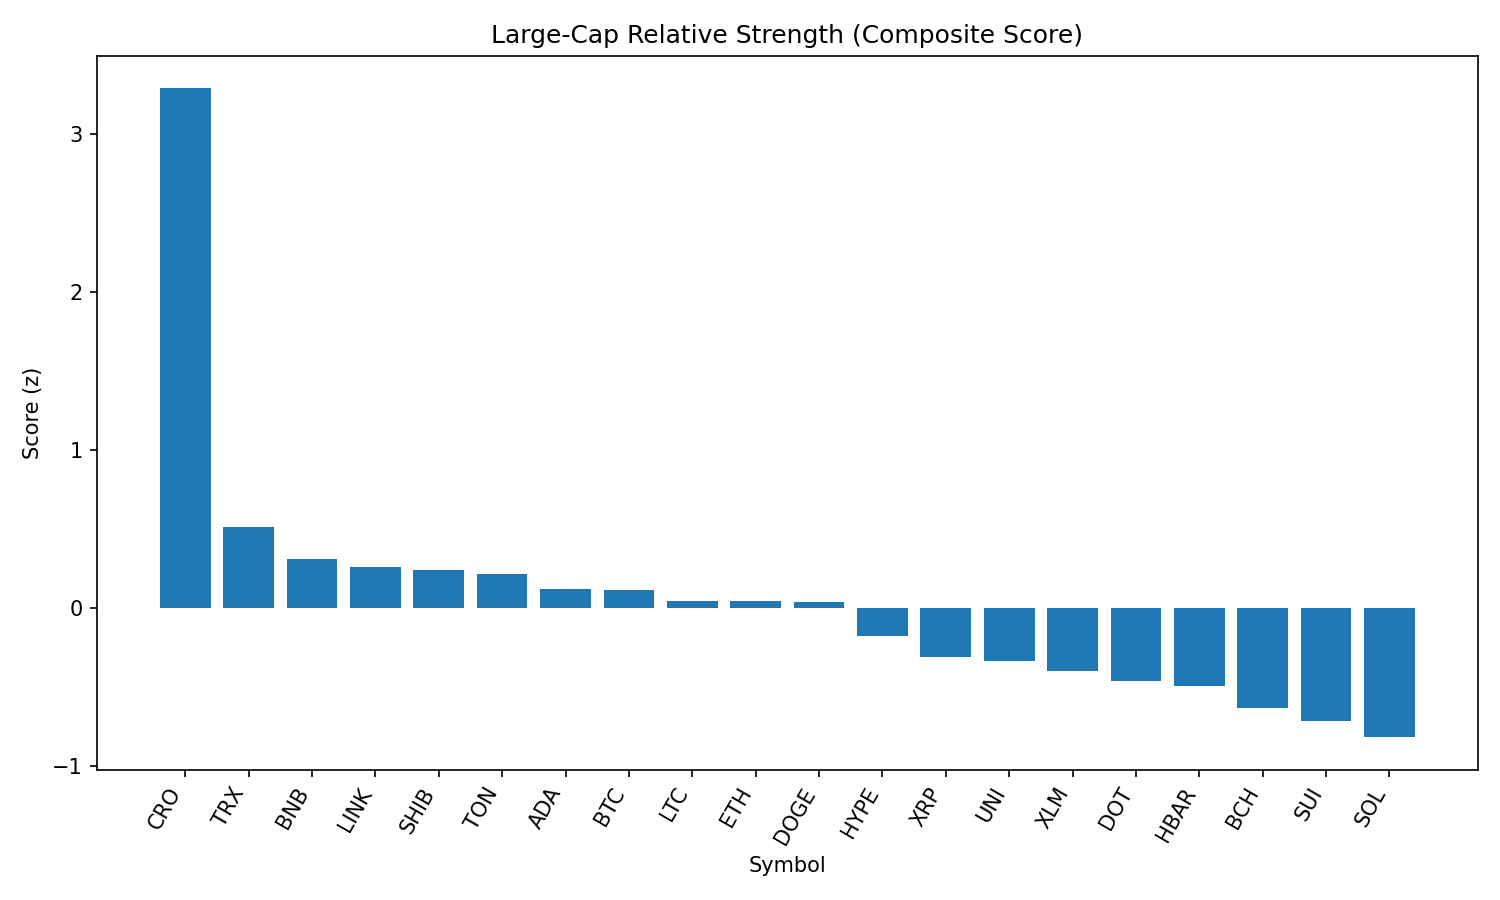 Large-Cap Relative Strength (Composite Score)
Score (z)
3
2
1
0
−1
CRO
TRX
BNB
LINK
SHIB
TON
ADA
BTC
LTC
ETH
DOGE
HYPE
XRP
UNI
XLM
DOT
HBAR
BCH
SUI
SOL
Symbol